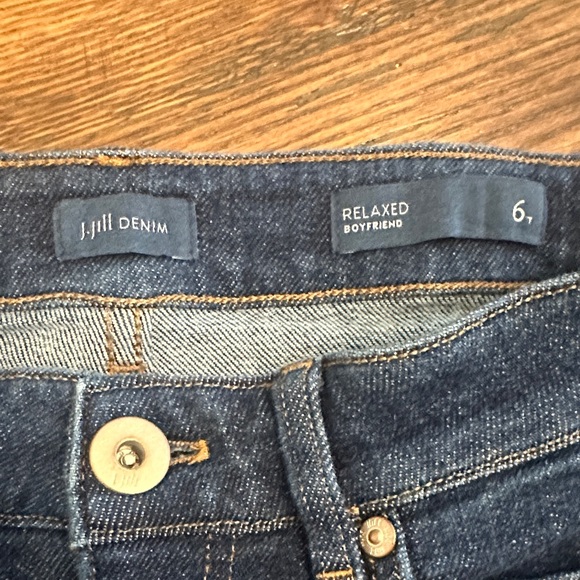 J.Jill DENIM
RELAXED
BOYFRIEND
6T